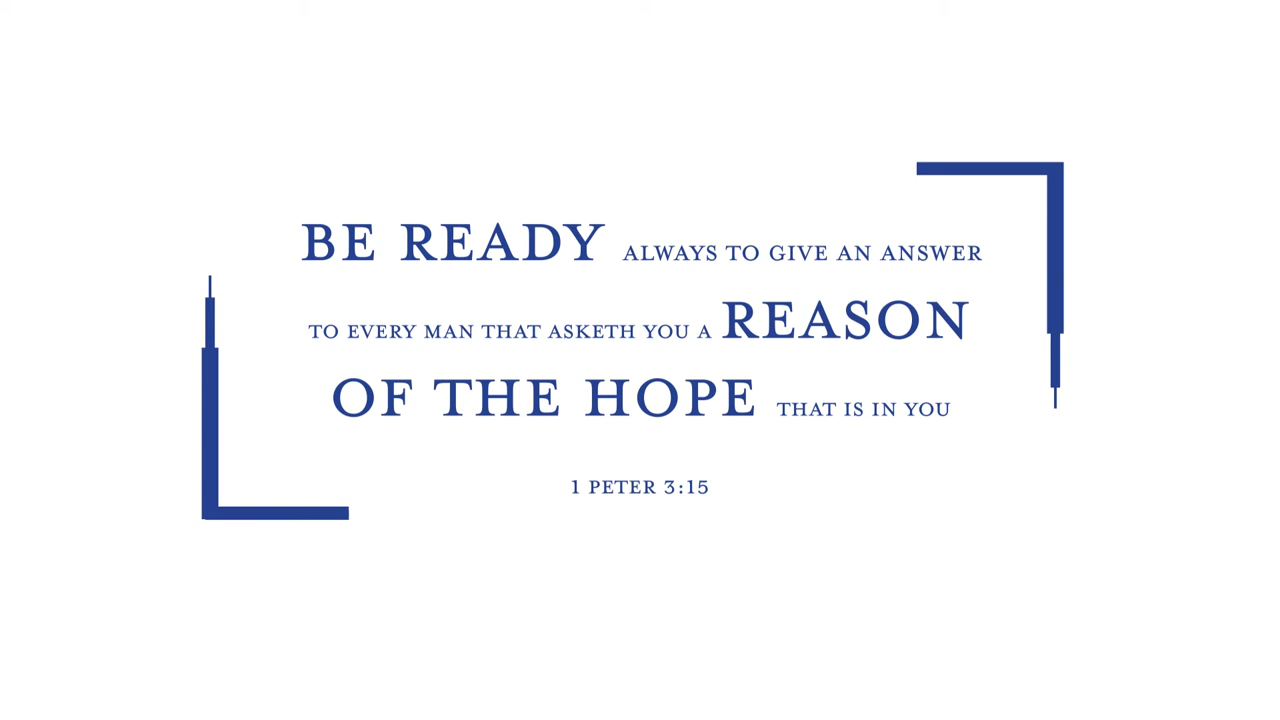 BE READY ALWAYS TO GIVE AN ANSWER
TO EVERY MAN THAT ASKETH YOU A REASON
OF THE HOPE THAT IS IN YOU
1 PETER 3:15